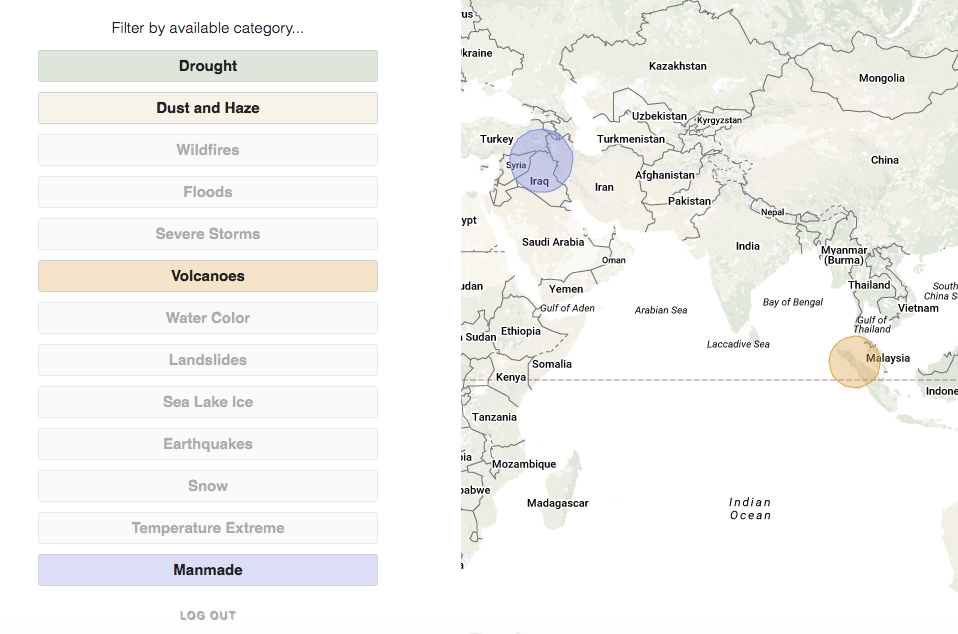 Filter by available category...
Drought
Dust and Haze
Wildfires
Floods
Severe Storms
Volcanoes
Water Color
Landslides
Sea Lake Ice
Earthquakes
Snow
Temperature Extreme
Manmade
LOG OUT
us
kraine
Kazakhstan
Mongolia
Uzbekistan
Kyrgyzstan
Turkey
Turkmenistan
China
Syria
Iraq
Iran
Afghanistan
Pakistan
Nepal
ypt
Saudi Arabia
Oman
India
Myanmar
(Burma)
dan
Yemen
Thailand
South
China S
Gulf of Aden
Arabian Sea
Bay of Bengal
Vietnam
Gulf of
Thailand
Sudan
Ethiopia
Laccadive Sea
Somalia
Malaysia
Kenya
Indone
Tanzania
ia
Mozambique
babwe
Madagascar
Indian
Ocean
a